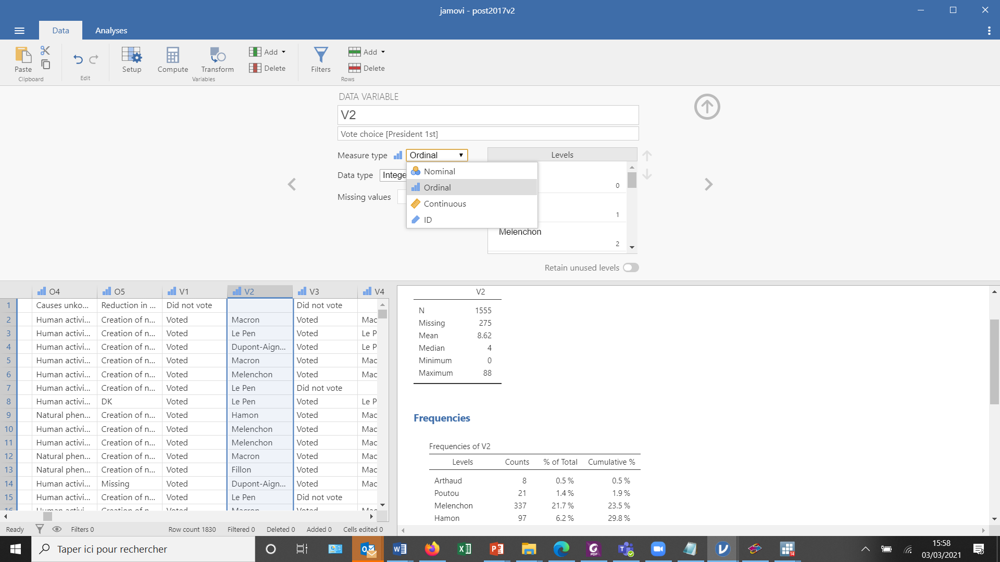 jamovi - post2017v2
Data Analyses
Paste
Clipboard
Edit
Setup Compute Transform
Add
Delete
Variables
Filters
Add
Delete
Rows
DATA VARIABLE
V2
Vote choice [President 1st]
Measure type Ordinal
Nominal
Ordinal
Continuous
ID
Data type Intege
Missing values
Levels
0
1
Melenchon
2
Retain unused levels
O4 O5 V1 V2 V3 V4
1 Causes unko... Reduction in ... Did not vote Did not vote
2 Human activi... Creation of n... Voted Macron Voted Mac
3 Human activi... Creation of n... Voted Le Pen Voted Le P
4 Human activi... Creation of n... Voted Dupont-Aign... Voted Le P
5 Human activi... Creation of n... Voted Macron Voted Mac
6 Human activi... Creation of n... Voted Melenchon Voted Mac
7 Human activi... Creation of n... Voted Le Pen Did not vote
8 Human activi... DK Voted Le Pen Voted Le P
9 Natural phen... Creation of n... Voted Hamon Voted Mac
10 Human activi... Creation of n... Voted Melenchon Voted Mac
11 Human activi... Creation of n... Voted Melenchon Voted Mac
12 Natural phen... Creation of n... Voted Macron Voted Mac
13 Natural phen... Creation of n... Voted Fillon Voted Mac
14 Human activi... Missing Voted Dupont-Aign... Voted Mac
15 Human activi... Creation of n... Voted Le Pen Did not vote
16 Human activi... Creation of n... Voted Macron Voted Mac
Ready Filters 0 Row count 1830 Filtered 0 Deleted 0 Added 0 Cells edited 0
V2
N 1555
Missing 275
Mean 8.62
Median 4
Minimum 0
Maximum 88
Frequencies
Frequencies of V2
Levels Counts % of Total Cumulative %
Arthaud 8 0.5 % 0.5 %
Poutou 21 1.4 % 1.9 %
Melenchon 337 21.7 % 23.5 %
Hamon 97 6.2 % 29.8 %
Taper ici pour rechercher
PDF
14
15:58
03/03/2021